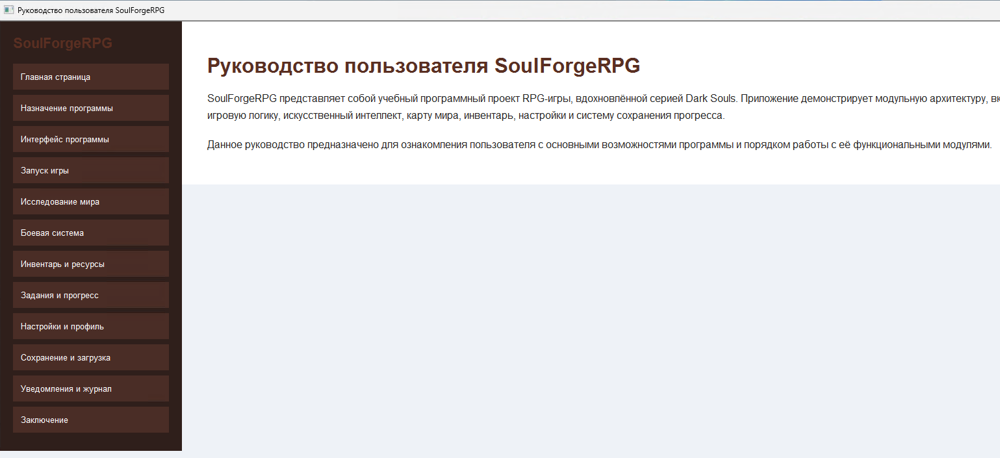 Руководство пользователя SoulForgeRPG
SoulForgeRPG
Главная страница
Назначение программы
Интерфейс программы
Запуск игры
Исследование мира
Боевая система
Инвентарь и ресурсы
Задания и прогресс
Настройки и профиль
Сохранение и загрузка
Уведомления и журнал
Заключение
Руководство пользователя SoulForgeRPG
SoulForgeRPG представляет собой учебный программный проект RPG-игры, вдохновлённой серией Dark Souls. Приложение демонстрирует модульную архитектуру,
игровую логику, искусственный интеллект, карту мира, инвентарь, настройки и систему сохранения прогресса.
Данное руководство предназначено для ознакомления пользователя с основными возможностями программы и порядком работы с её функциональными модулями.